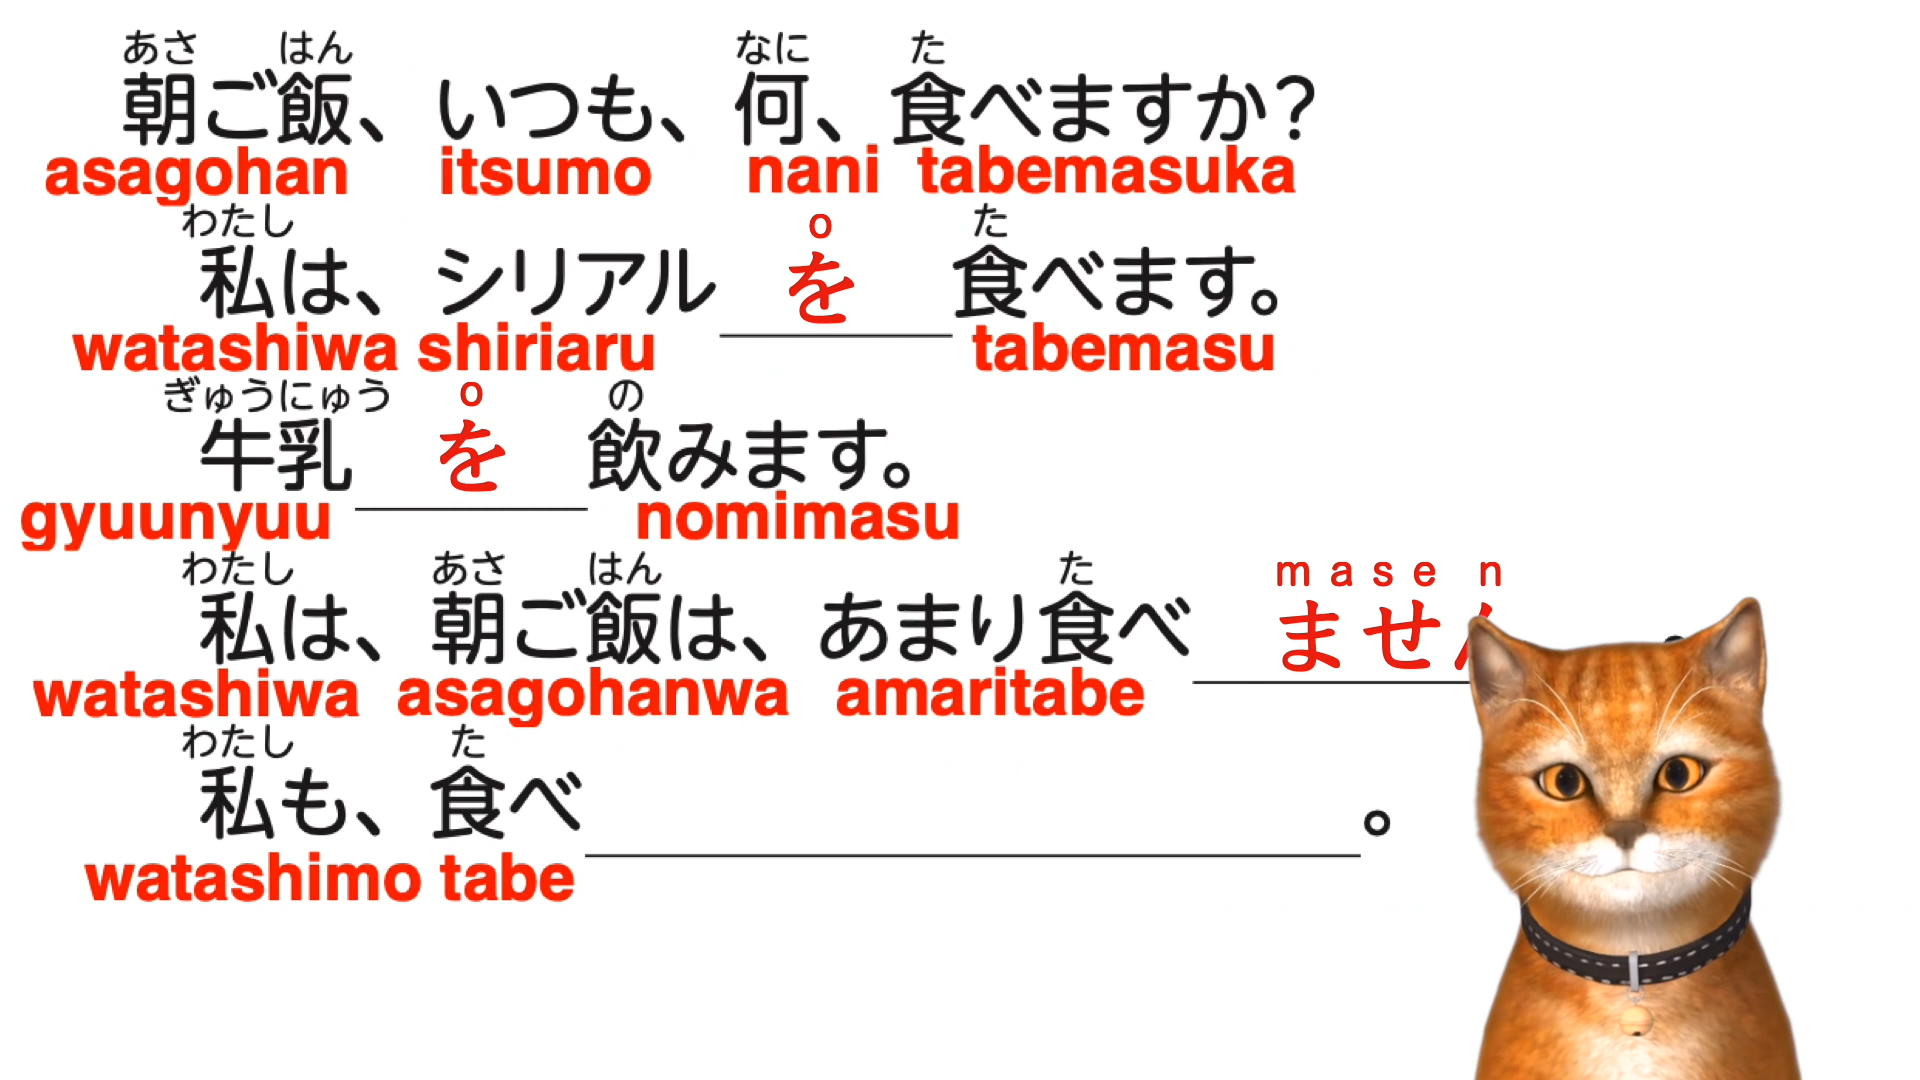 あさ はん なに た
朝ご飯、いつも、何、食べますか?
asagohan itsumo nani tabemasuka
わたし o た
私は、シリアル を 食べます。
watashiwa shiriaru tabemasu
ぎゅうにゅう o の
牛乳 を 飲みます。
gyuunyuu nomimasu
わたし あさ はん た mase n
私は、朝ご飯は、あまり食べ ません
watashiwa asagohanwa amaritabe
わたし た
私も、食べ 。
watashimo tabe